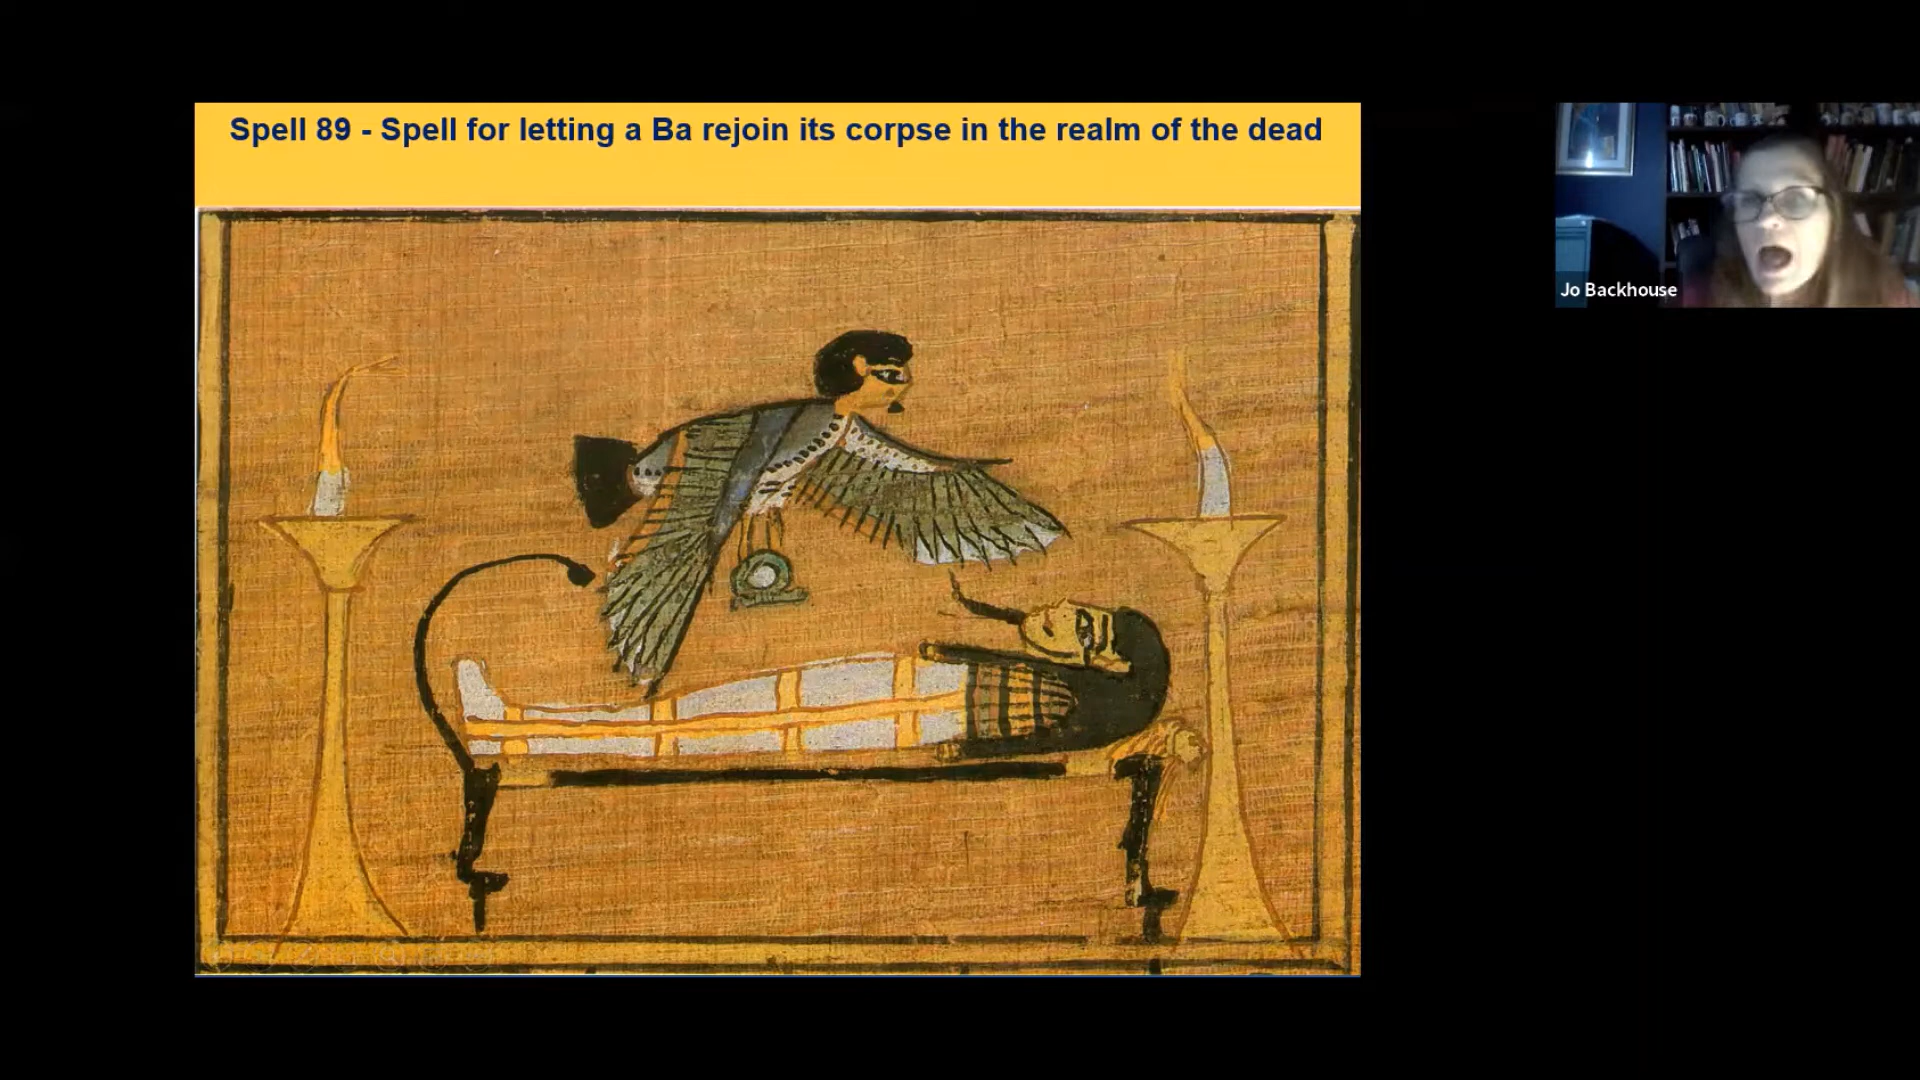 Spell 89 - Spell for letting a Ba rejoin its corpse in the realm of the dead
Jo Backhouse